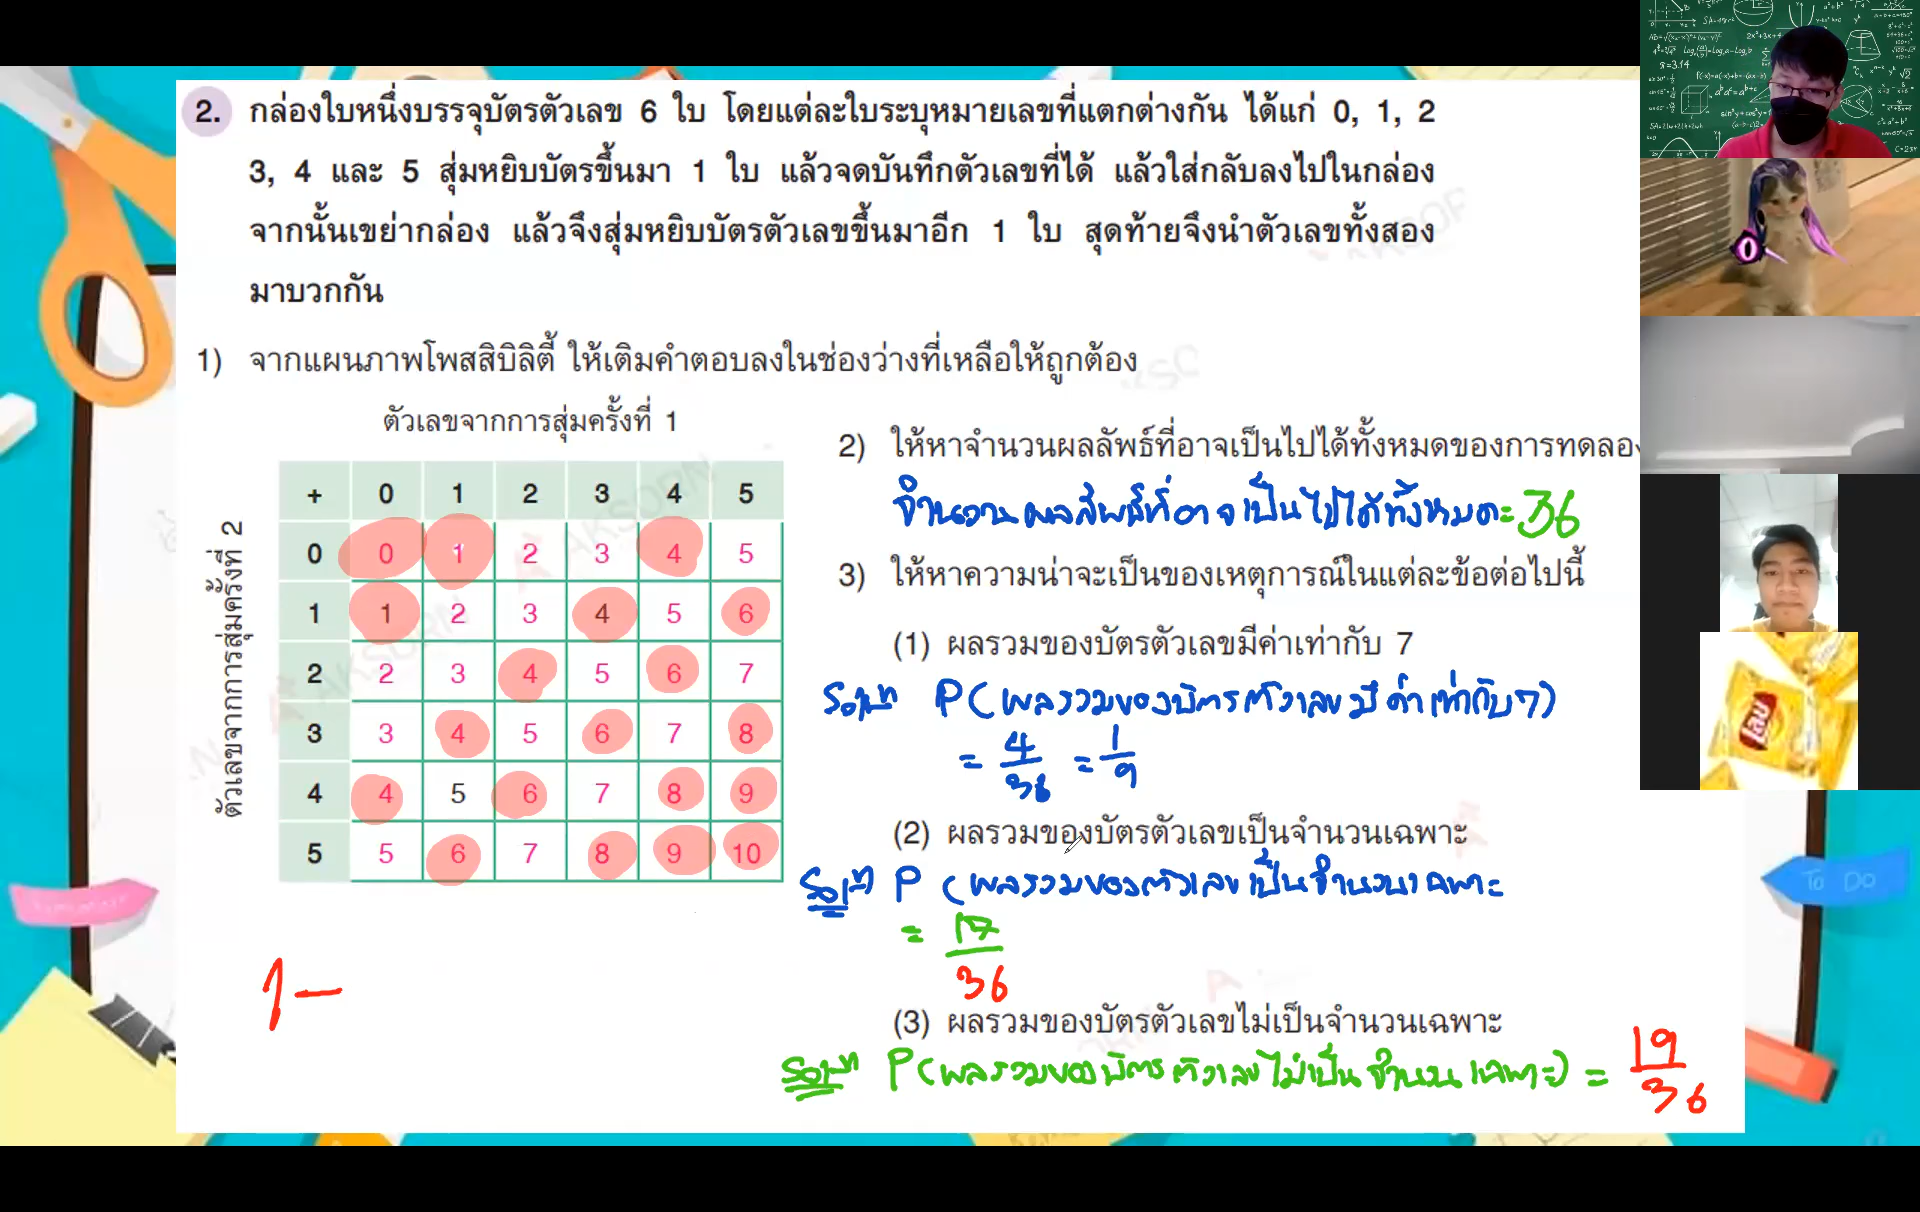 2. กล่องใบหนึ่งบรรจุบัตรตัวเลข 6 ใบ โดยแต่ละใบระบุหมายเลขที่แตกต่างกัน ได้แก่ 0, 1, 2
3, 4 และ 5 สุ่มหยิบบัตรขึ้นมา 1 ใบ แล้วจดบันทึกตัวเลขที่ได้ แล้วใส่กลับลงไปในกล่อง
จากนั้นเขย่ากล่อง แล้วจึงสุ่มหยิบบัตรตัวเลขขึ้นมาอีก 1 ใบ สุดท้ายจึงนำตัวเลขทั้งสอง
มาบวกกัน
1) จากแผนภาพโพสสิบิลิตี้ ให้เติมคำตอบลงในช่องว่างที่เหลือให้ถูกต้อง
ตัวเลขจากการสุ่มครั้งที่ 1
ตัวเลขจากการสุ่มครั้งที่ 2
+ 0 1 2 3 4 5
0 0 1 2 3 4 5
1 1 2 3 4 5 6
2 2 3 4 5 6 7
3 3 4 5 6 7 8
4 4 5 6 7 8 9
5 5 6 7 8 9 10
1 –
2) ให้หาจำนวนผลลัพธ์ที่อาจเป็นไปได้ทั้งหมดของการทดลอง
จำนวนผลลัพธ์ที่อาจเป็นไปได้ทั้งหมด = 36
3) ให้หาความน่าจะเป็นของเหตุการณ์ในแต่ละข้อต่อไปนี้
(1) ผลรวมของบัตรตัวเลขมีค่าเท่ากับ 7
Solⁿ P (ผลรวมของบัตรตัวเลขมีค่าเท่ากับ 7)
= 4/36 = 1/9
(2) ผลรวมของบัตรตัวเลขเป็นจำนวนเฉพาะ
Solⁿ P (ผลรวมของตัวเลขเป็นจำนวนเฉพาะ
= 17/36
(3) ผลรวมของบัตรตัวเลขไม่เป็นจำนวนเฉพาะ
Solⁿ P (ผลรวมของบัตรตัวเลขไม่เป็นจำนวนเฉพาะ) = 19/36
To Do
เลย์